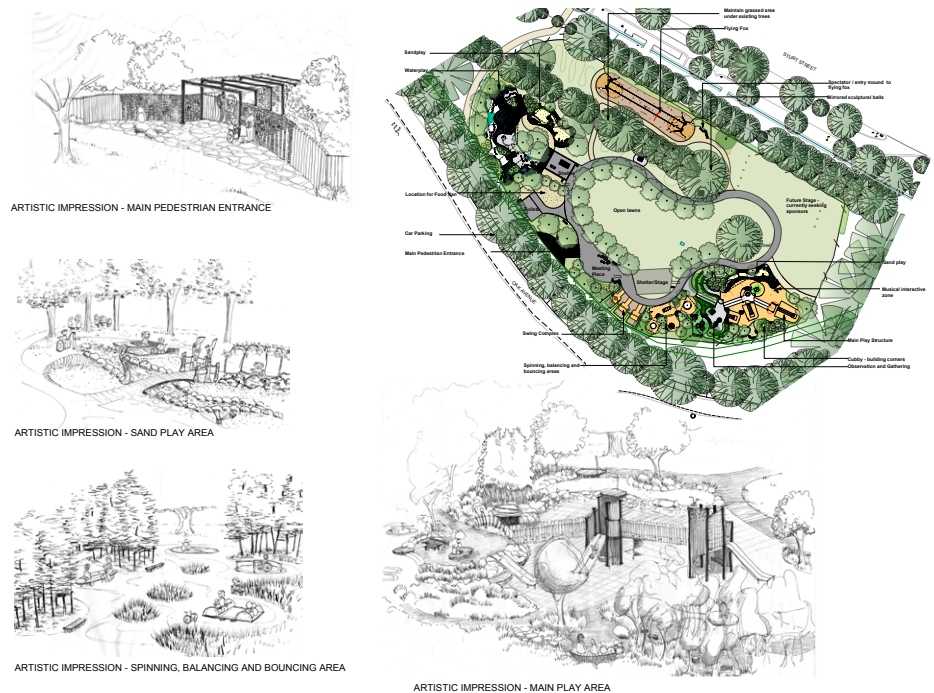 Maintain grassed area
under existing trees
Flying Fox
STURT STREET
Sandplay
Waterplay
Spectator / entry mound to
flying fox
Mirrored sculptural balls
ARTISTIC IMPRESSION - MAIN PEDESTRIAN ENTRANCE
Location for Food Van
Open lawns
Future Stage -
currently seeking
sponsors
Car Parking
Main Pedestrian Entrance
OAK AVENUE
Meeting
Place
Shelter/Stage
Sand play
Musical interactive
zone
Swing Complex
Main Play Structure
Spinning, balancing and
bouncing areas
Cubby - building corners
Observation and Gathering
ARTISTIC IMPRESSION - SAND PLAY AREA
ARTISTIC IMPRESSION - SPINNING, BALANCING AND BOUNCING AREA
ARTISTIC IMPRESSION - MAIN PLAY AREA